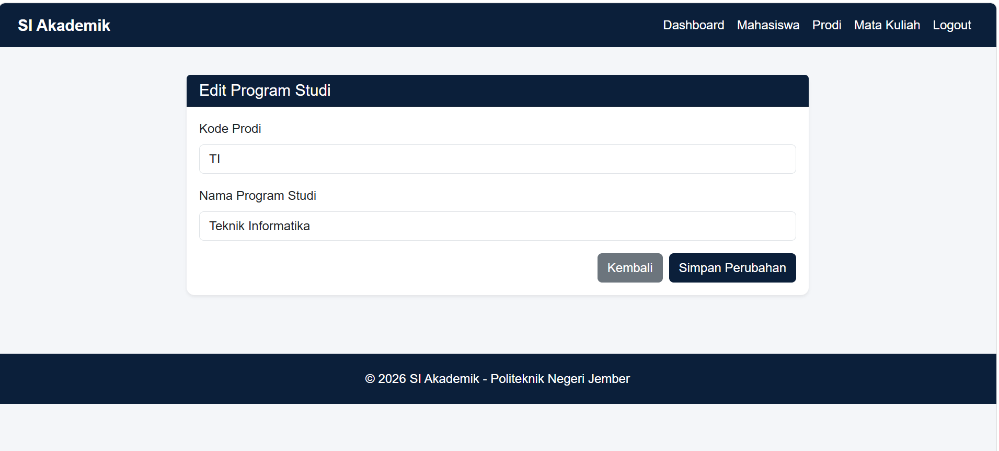 SI Akademik
Dashboard Mahasiswa Prodi Mata Kuliah Logout
Edit Program Studi
Kode Prodi
TI
Nama Program Studi
Teknik Informatika
Kembali Simpan Perubahan
© 2026 SI Akademik - Politeknik Negeri Jember